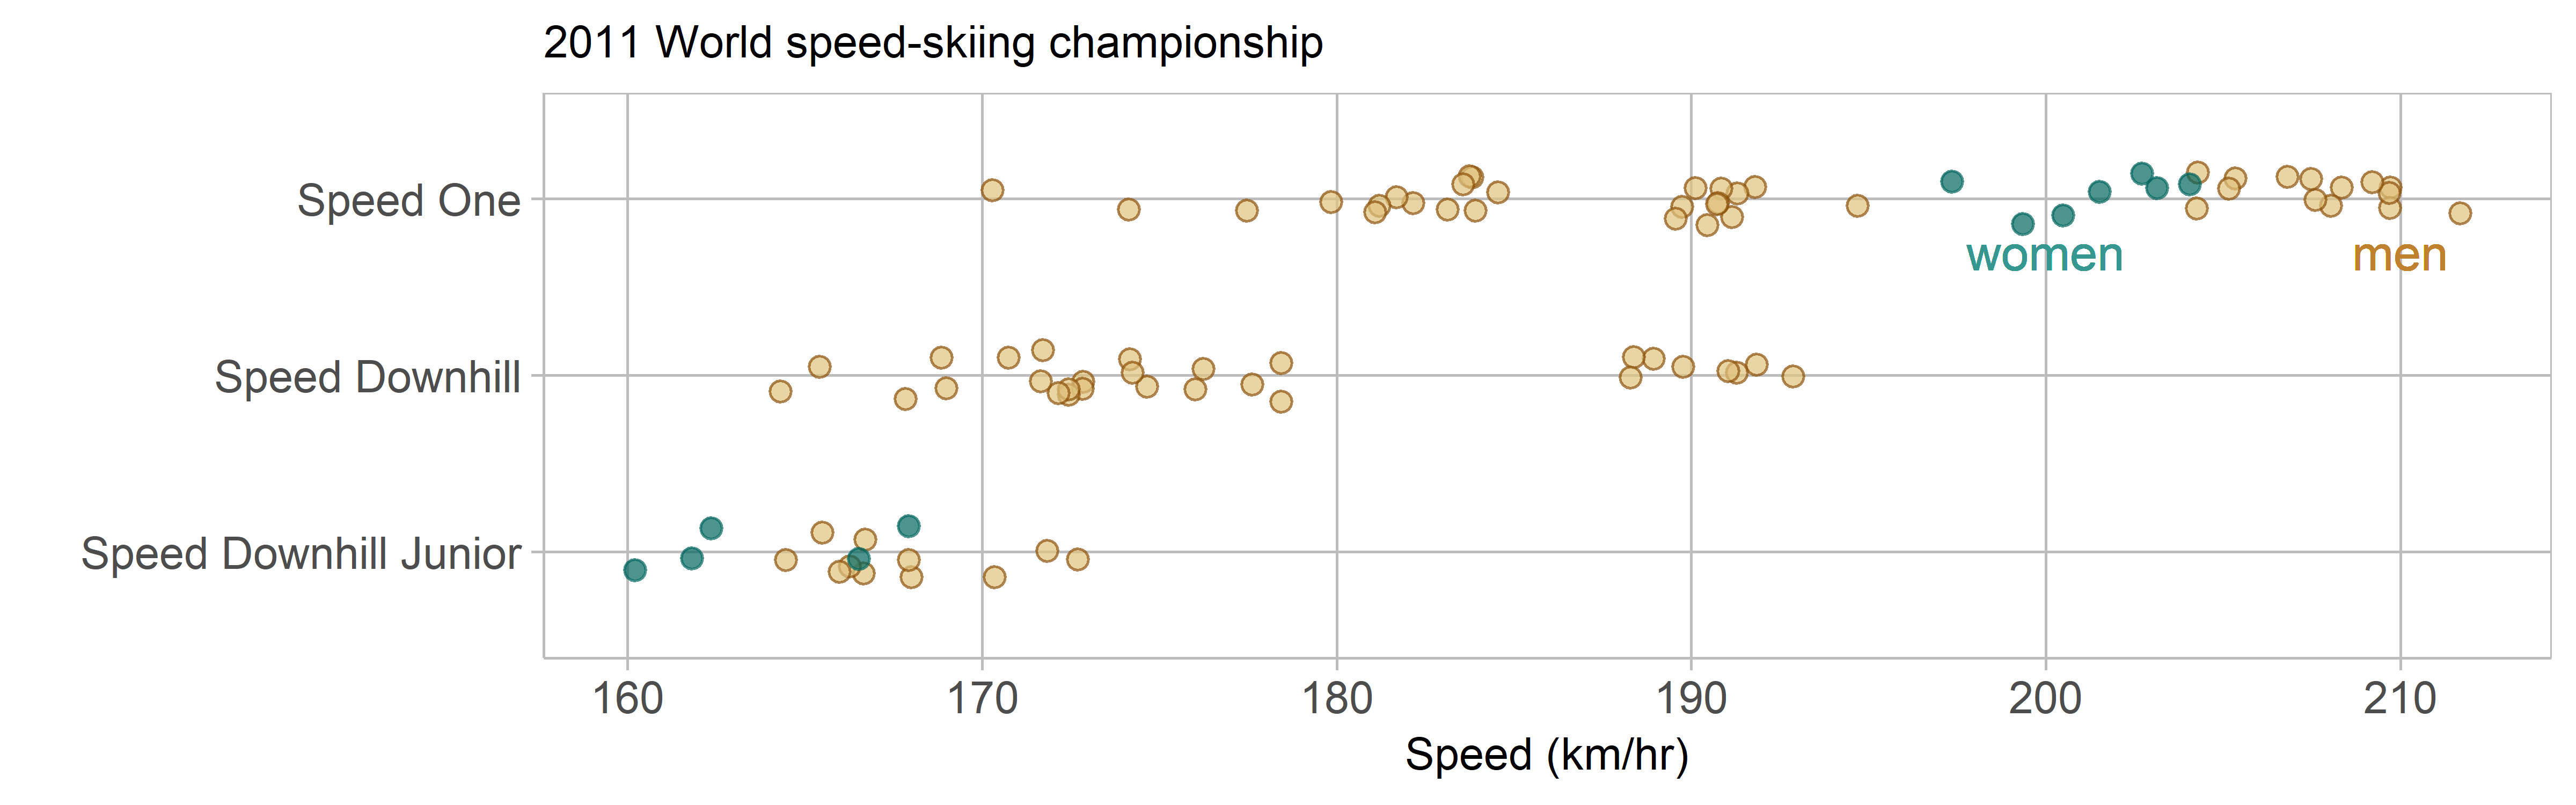 2011 World speed-skiing championship
Speed One
women
men
Speed Downhill
Speed Downhill Junior
160 170 180 190 200 210
Speed (km/hr)